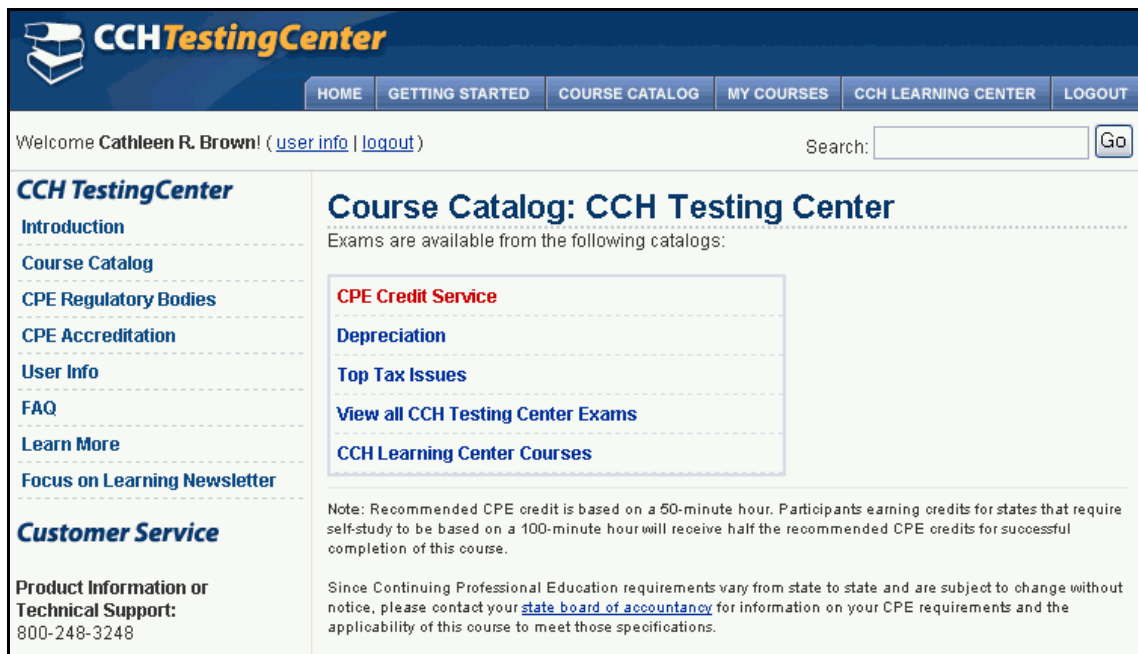 CCHTestingCenter
HOME GETTING STARTED COURSE CATALOG MY COURSES CCH LEARNING CENTER LOGOUT
Welcome Cathleen R. Brown! ( user info | logout )
Search: Go
CCH TestingCenter
Introduction
Course Catalog
CPE Regulatory Bodies
CPE Accreditation
User Info
FAQ
Learn More
Focus on Learning Newsletter
Customer Service
Product Information or
Technical Support:
800-248-3248
Course Catalog: CCH Testing Center
Exams are available from the following catalogs:
CPE Credit Service
Depreciation
Top Tax Issues
View all CCH Testing Center Exams
CCH Learning Center Courses
Note: Recommended CPE credit is based on a 50-minute hour. Participants earning credits for states that require
self-study to be based on a 100-minute hour will receive half the recommended CPE credits for successful
completion of this course.
Since Continuing Professional Education requirements vary from state to state and are subject to change without
notice, please contact your state board of accountancy for information on your CPE requirements and the
applicability of this course to meet those specifications.